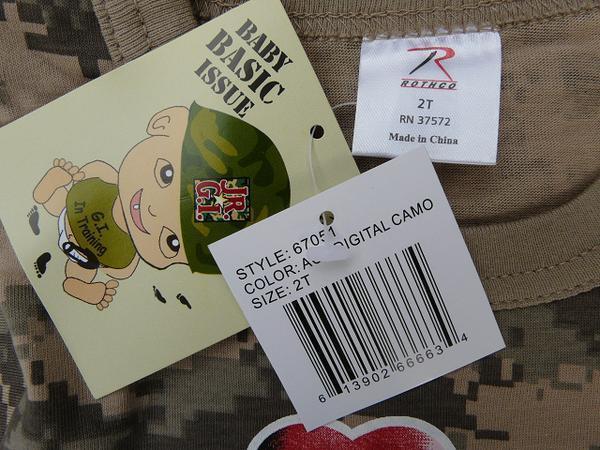 BABY
BASIC
ISSUE
JR.
G.I.
G.I.
In Training
ROTHCO
2T
RN 37572
Made in China
STYLE: 67051
COLOR: DIGITAL CAMO
SIZE: 2T
6 13902 66663 4